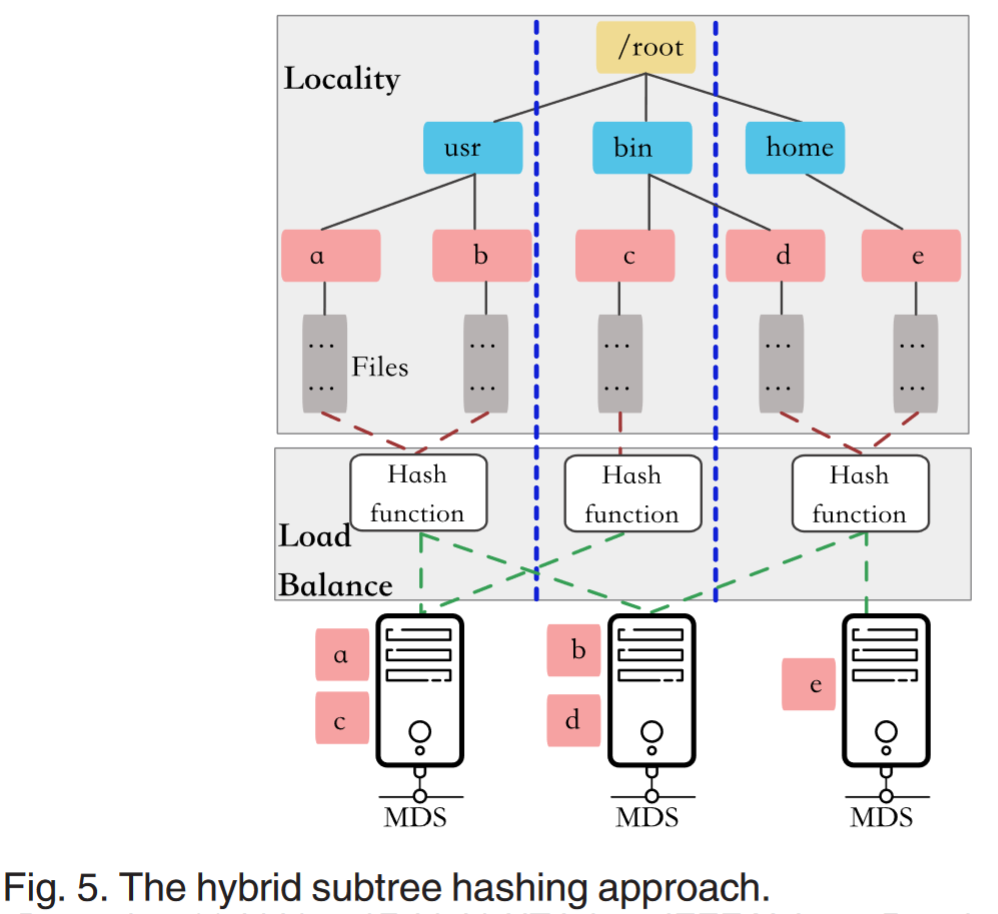 /root
Locality
usr
bin
home
a
b
c
d
e
...
...
...
...
...
Files
...
...
...
...
...
Hash
function
Hash
function
Hash
function
Load
Balance
a
c
b
d
e
MDS
MDS
MDS
Fig. 5. The hybrid subtree hashing approach.